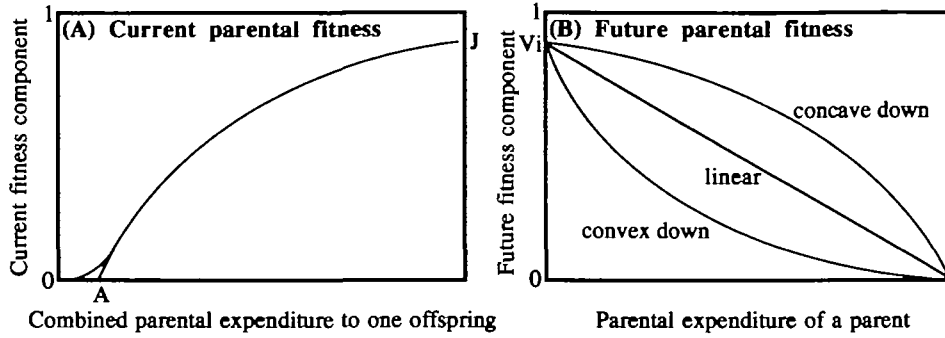 1
(A) Current parental fitness
J
Current fitness component
0
A
Combined parental expenditure to one offspring
1
(B) Future parental fitness
Vi
Future fitness component
concave down
linear
convex down
0
Parental expenditure of a parent